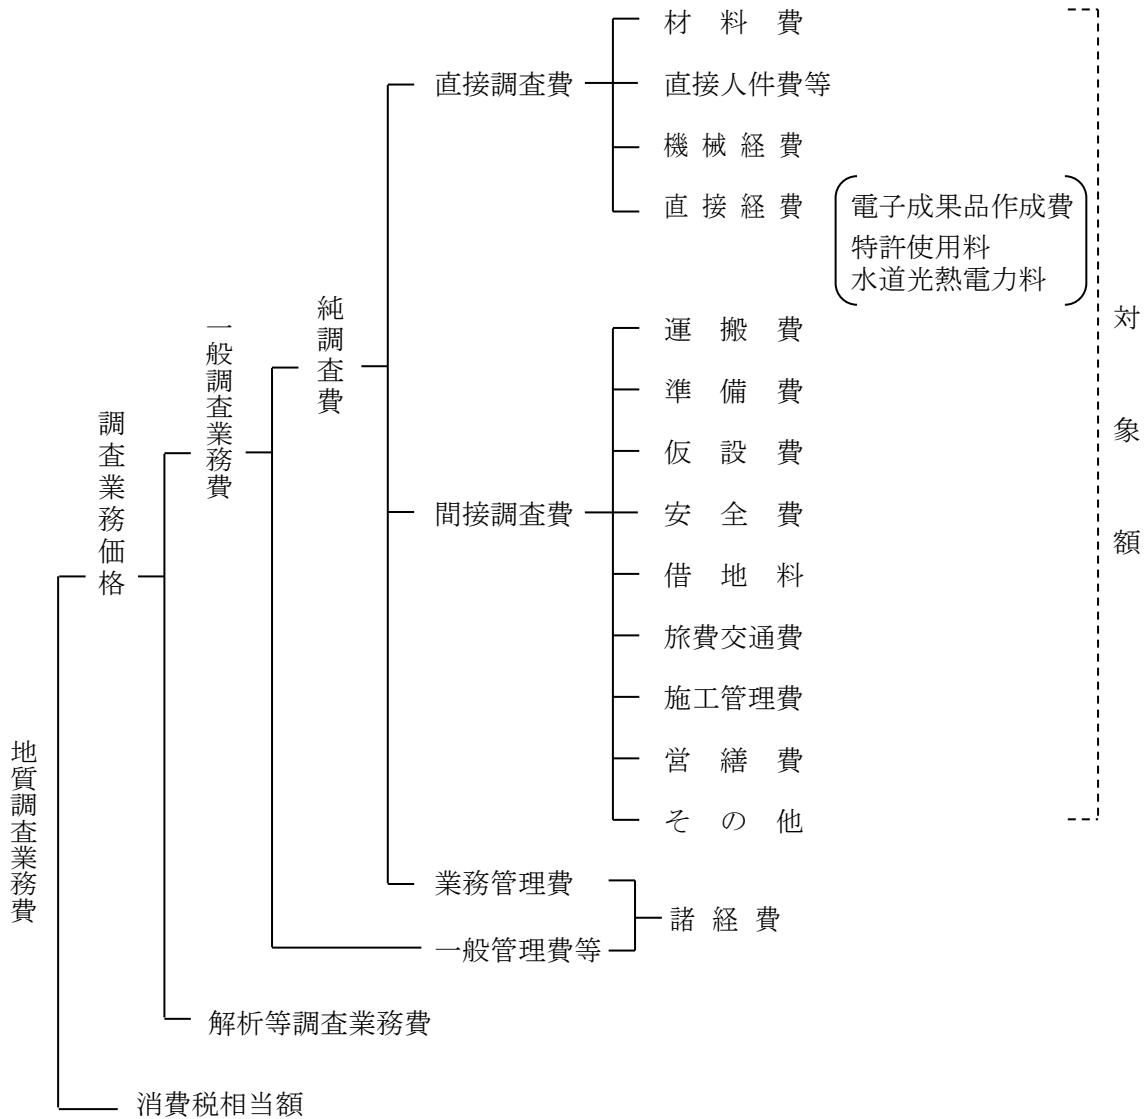 地質調査業務費
調査業務価格
一般調査業務費
純調査費
直接調査費
材料費
直接人件費等
機械経費
直接経費
電子成果品作成費
特許使用料
水道光熱電力料
間接調査費
運搬費
準備費
仮設費
安全費
借地料
旅費交通費
施工管理費
営繕費
その他
業務管理費
一般管理費等
諸経費
解析等調査業務費
消費税相当額
対象額